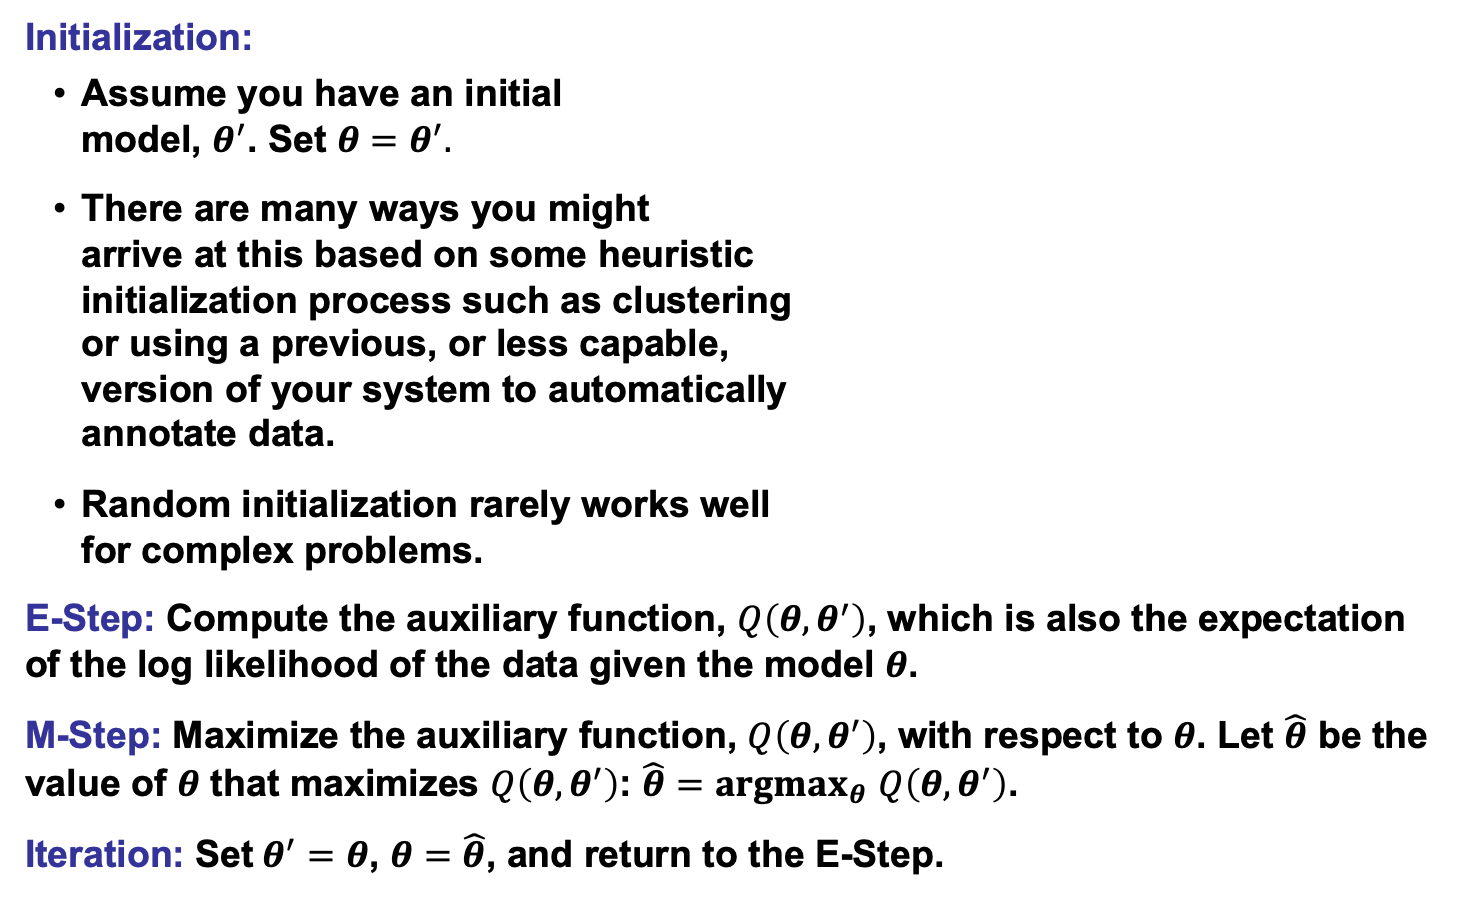 Initialization:
• Assume you have an initial
model, θ′. Set θ = θ′.
• There are many ways you might
arrive at this based on some heuristic
initialization process such as clustering
or using a previous, or less capable,
version of your system to automatically
annotate data.
• Random initialization rarely works well
for complex problems.
E-Step: Compute the auxiliary function, Q(θ, θ′), which is also the expectation
of the log likelihood of the data given the model θ.
M-Step: Maximize the auxiliary function, Q(θ, θ′), with respect to θ. Let θ̂ be the
value of θ that maximizes Q(θ, θ′): θ̂ = argmax_θ Q(θ, θ′).
Iteration: Set θ′ = θ, θ = θ̂, and return to the E-Step.